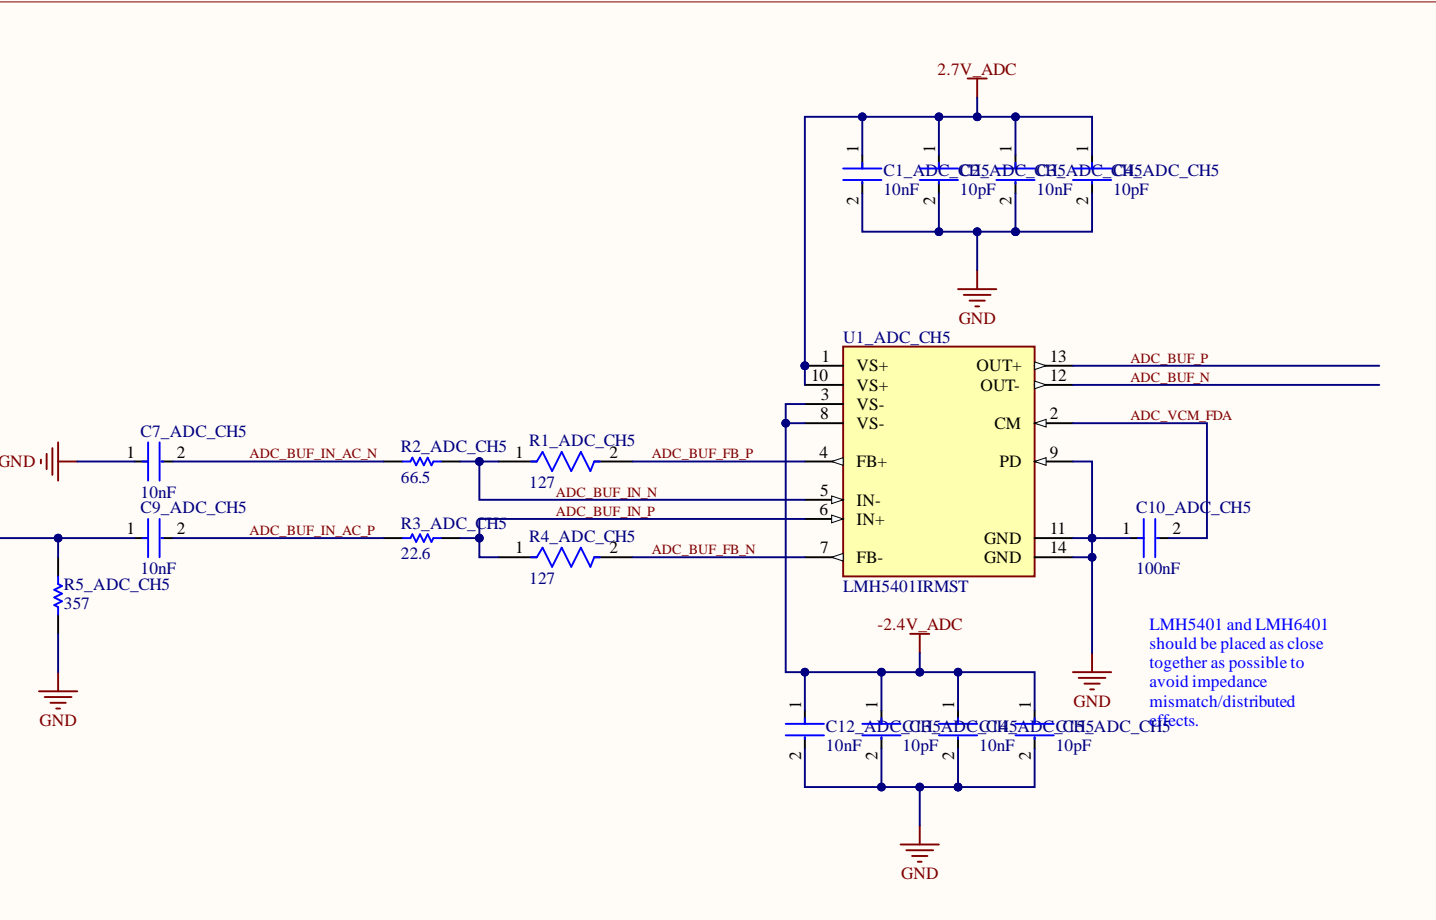 2.7V_ADC
1
1
1
1
C1_ADC_CH5
C2_ADC_CH5
C3_ADC_CH5
C4_ADC_CH5
10nF
10pF
10nF
10pF
2
2
2
2
GND
U1_ADC_CH5
1
VS+
OUT+
13
ADC_BUF_P
10
VS+
OUT-
12
ADC_BUF_N
3
VS-
8
VS-
CM
2
ADC_VCM_FDA
C7_ADC_CH5
GND
1
2
ADC_BUF_IN_AC_N
10nF
R2_ADC_CH5
66.5
R1_ADC_CH5
1
2
127
ADC_BUF_FB_P
4
FB+
PD
9
ADC_BUF_IN_N
5
IN-
ADC_BUF_IN_P
6
IN+
C9_ADC_CH5
1
2
ADC_BUF_IN_AC_P
10nF
R3_ADC_CH5
22.6
R4_ADC_CH5
1
2
127
ADC_BUF_FB_N
7
FB-
GND
11
GND
14
C10_ADC_CH5
1
2
100nF
LMH5401IRMST
R5_ADC_CH5
357
GND
-2.4V_ADC
GND
LMH5401 and LMH6401
should be placed as close
together as possible to
avoid impedance
mismatch/distributed
effects.
1
1
1
1
C12_ADC_CH5
10nF
10pF
10nF
10pF
2
2
2
2
GND